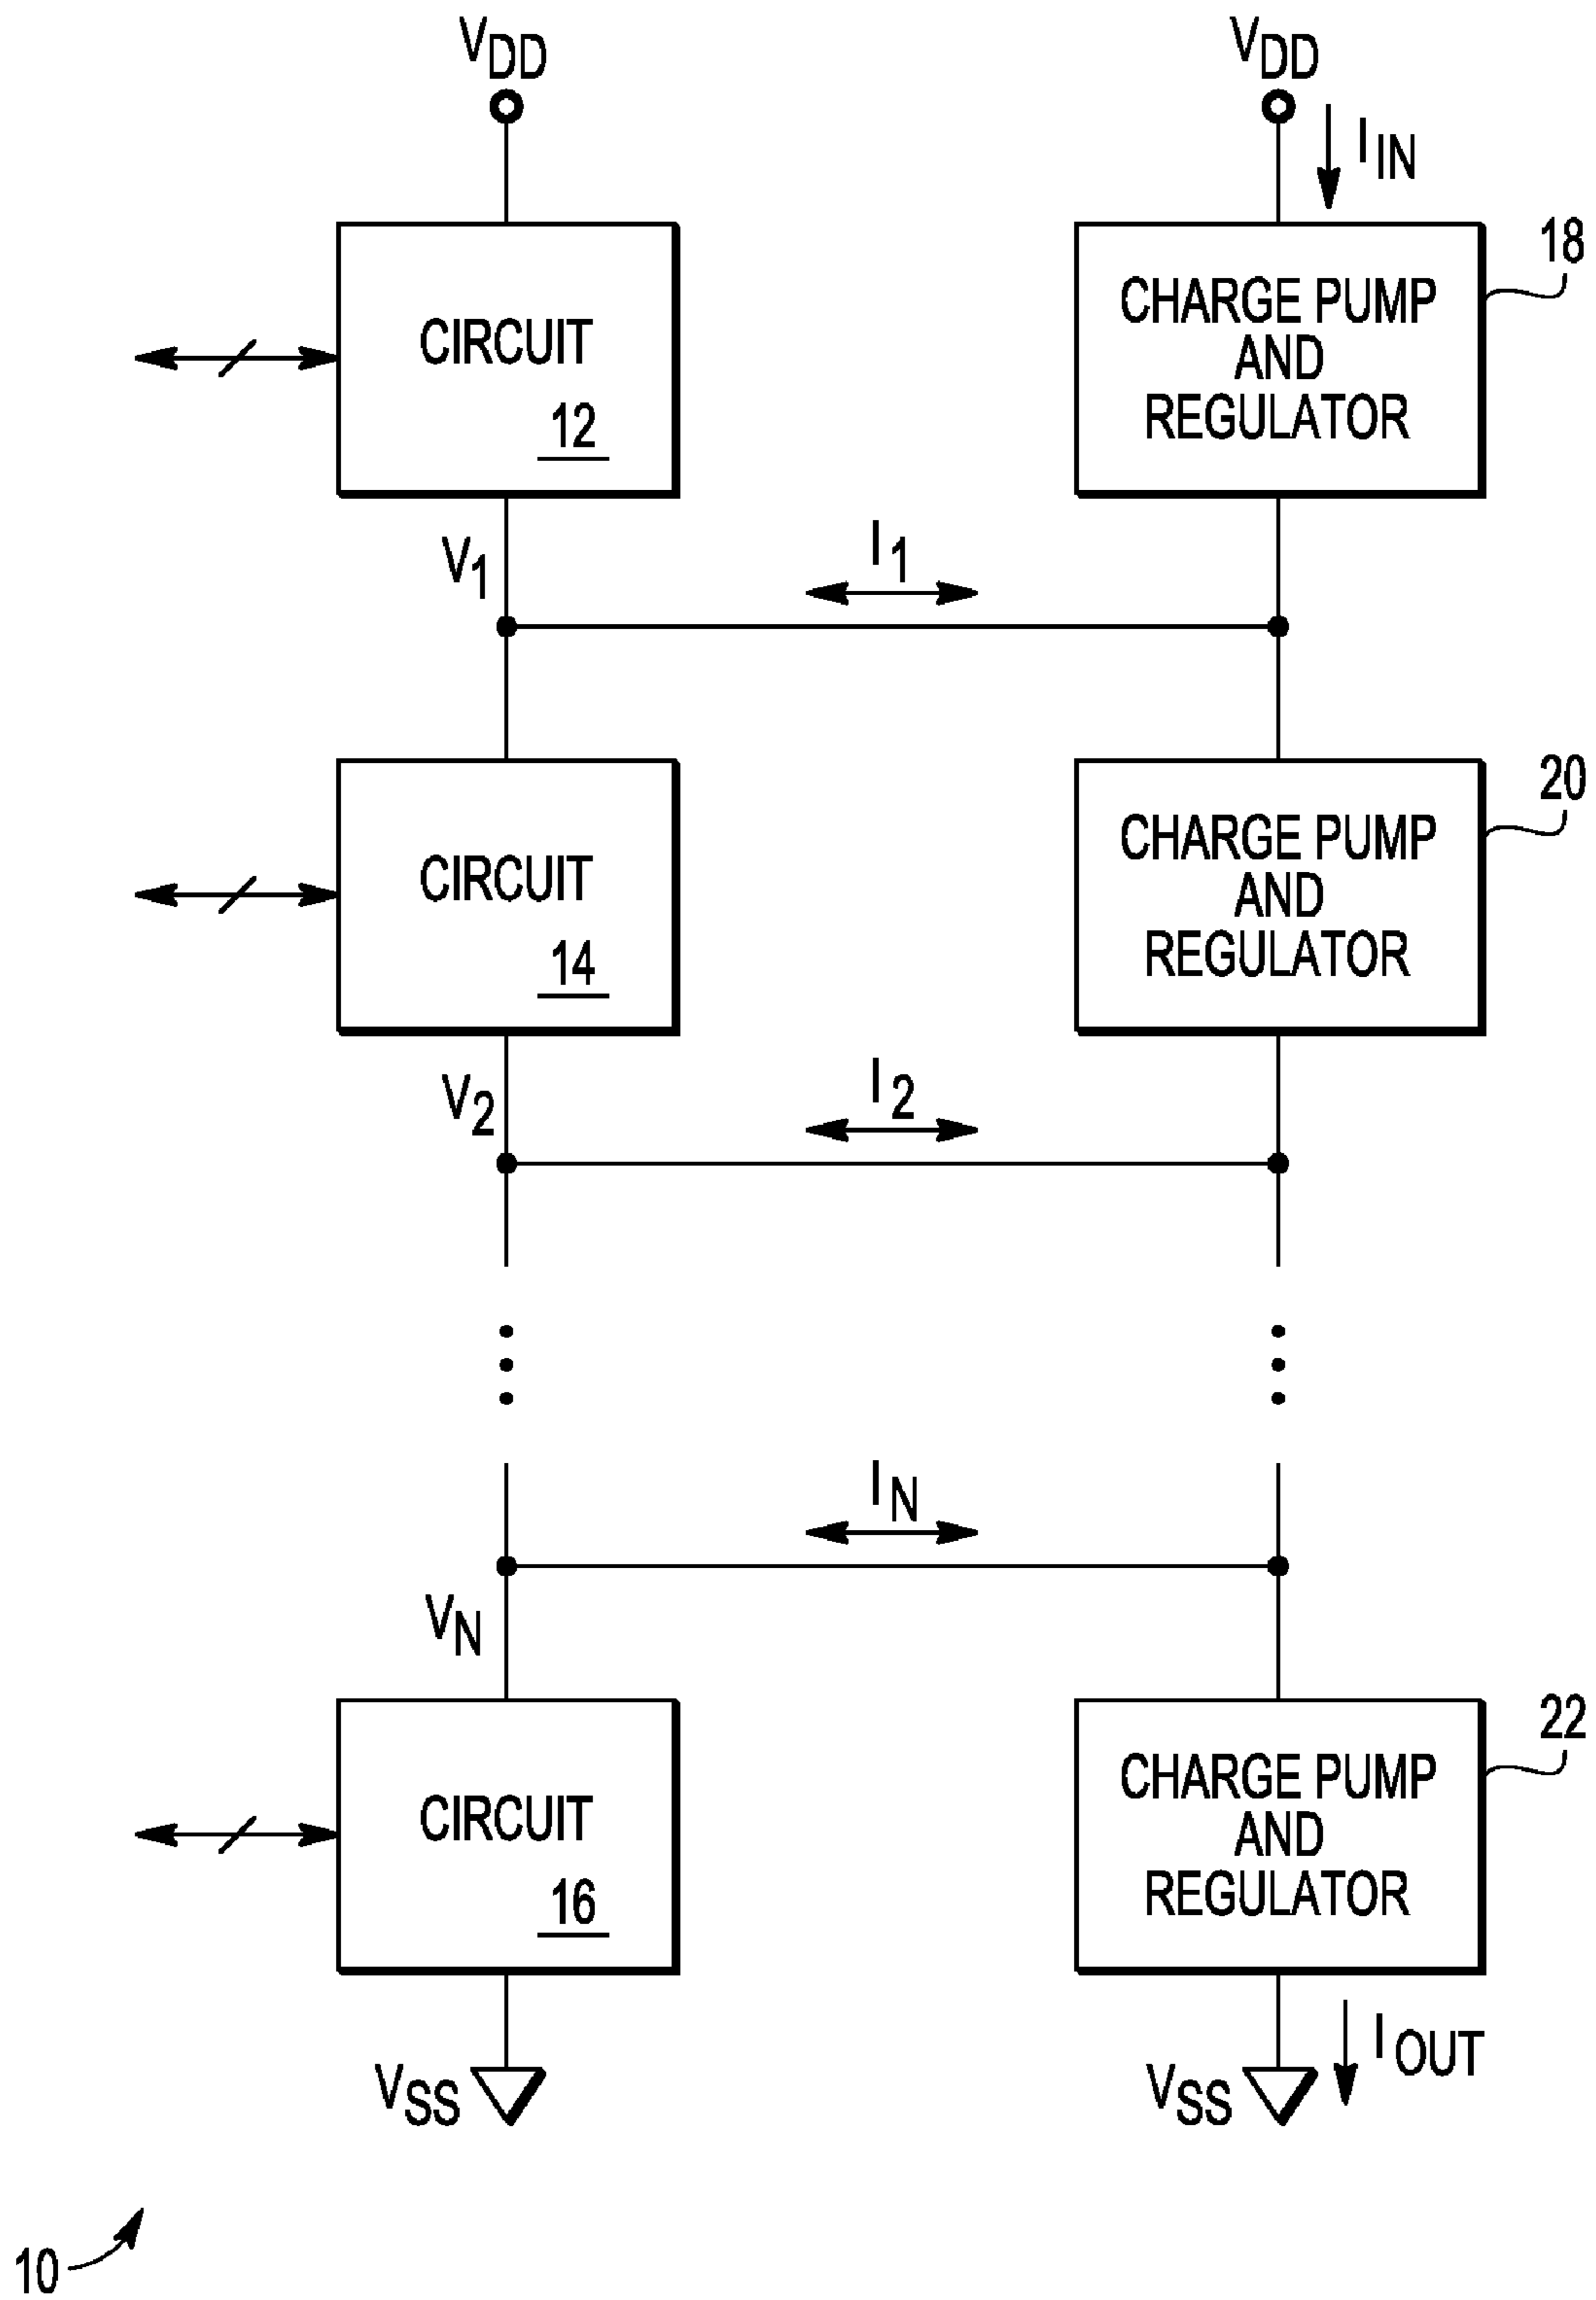 VDD
VDD
IIN
CIRCUIT
12
CHARGE PUMP
AND
REGULATOR
18
V1
I1
CIRCUIT
14
CHARGE PUMP
AND
REGULATOR
20
V2
I2
IN
VN
CIRCUIT
16
CHARGE PUMP
AND
REGULATOR
22
VSS
VSS
IOUT
10